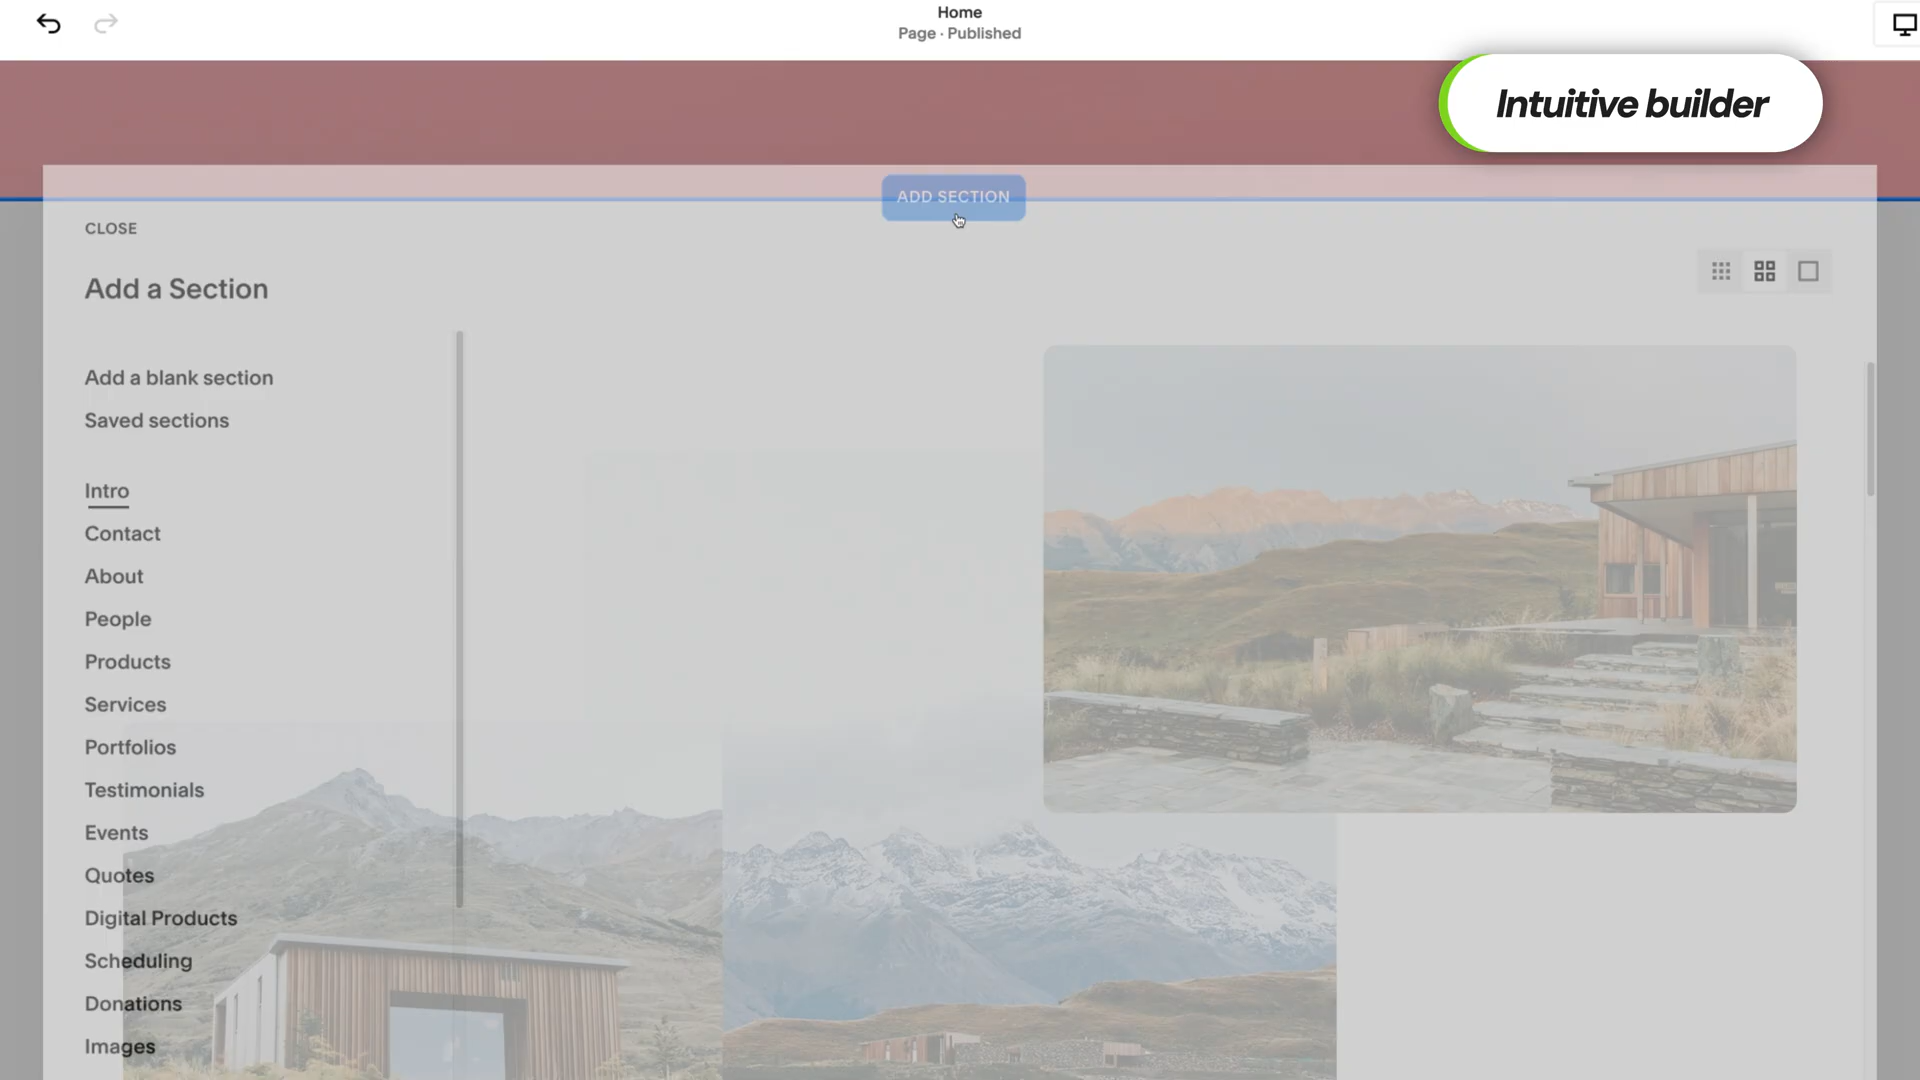 Home
Page · Published
Intuitive builder
ADD SECTION
CLOSE
Add a Section
Add a blank section
Saved sections
Intro
Contact
About
People
Products
Services
Portfolios
Testimonials
Events
Quotes
Digital Products
Scheduling
Donations
Images